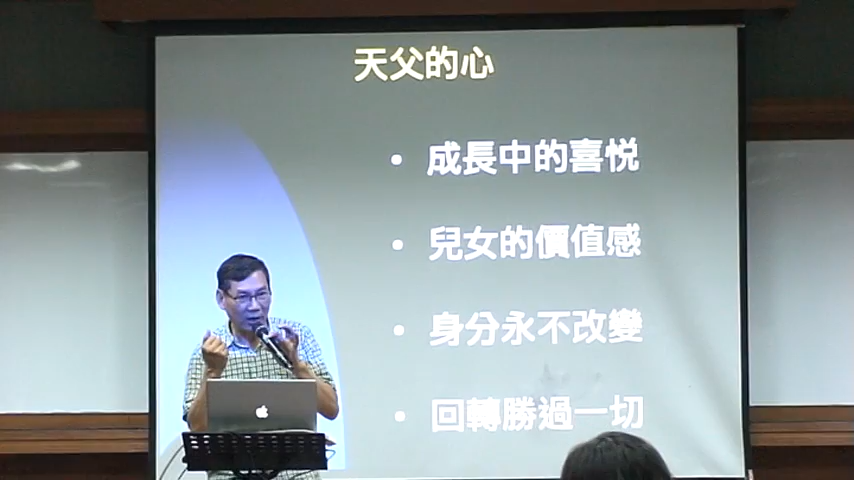 天父的心
• 成長中的喜悅
• 兒女的價值感
• 身分永不改變
• 回轉勝過一切